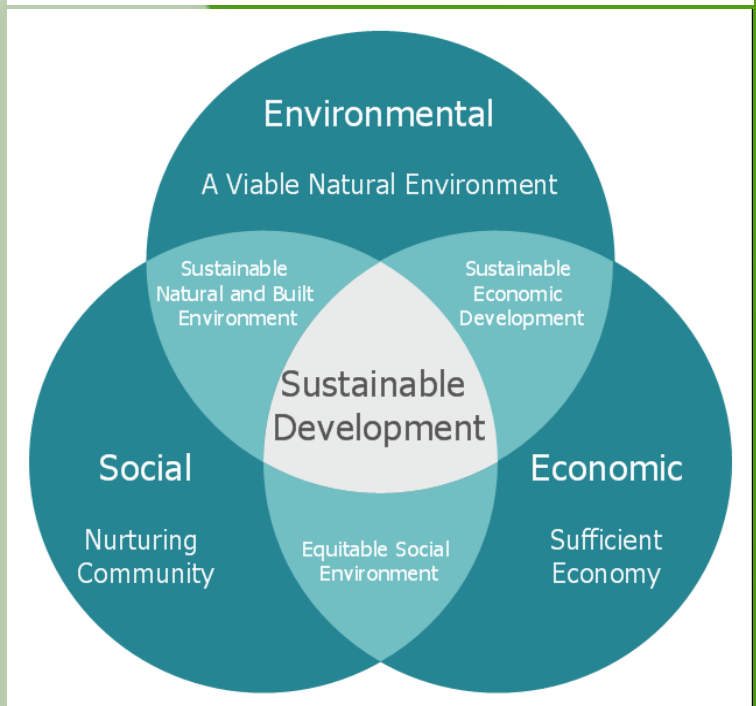 Environmental
A Viable Natural Environment
Sustainable
Natural and Built
Environment
Sustainable
Economic
Development
Sustainable
Development
Social
Nurturing
Community
Economic
Sufficient
Economy
Equitable Social
Environment